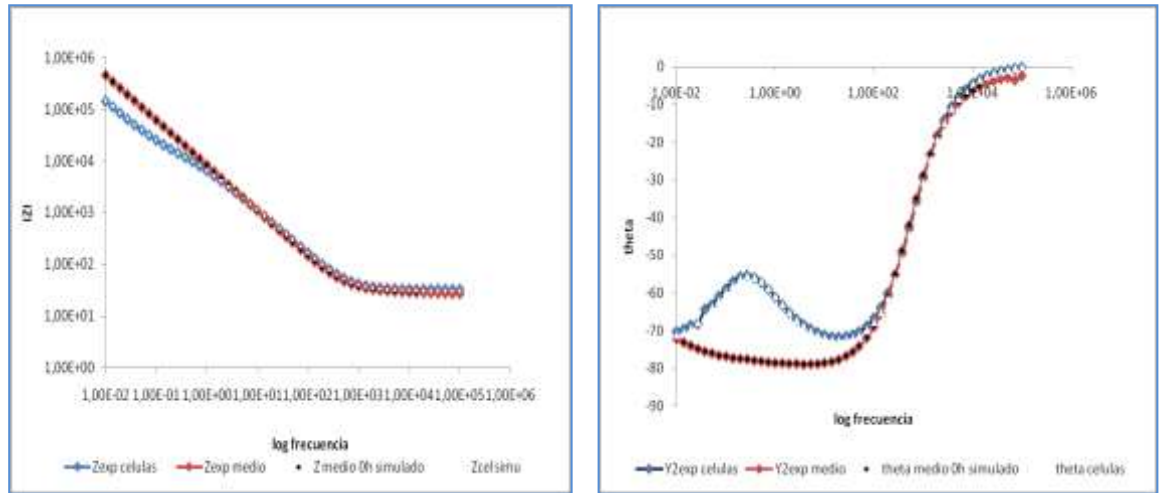 1,00E+06
1,00E+05
1,00E+04
1,00E+03
1,00E+02
1,00E+01
1,00E+00
|Z|
1,00E-02 1,00E-01 1,00E+00 1,00E+01 1,00E+02 1,00E+03 1,00E+04 1,00E+05 1,00E+06
log frecuencia
Zexp celulas Zexp medio Z medio 0h simulado Zcel simu
0
-10
-20
-30
-40
-50
-60
-70
-80
-90
theta
1,00E-02 1,00E+00 1,00E+02 1,00E+04 1,00E+06
log frecuencia
Y2exp celulas Y2exp medio theta medio 0h simulado theta celulas